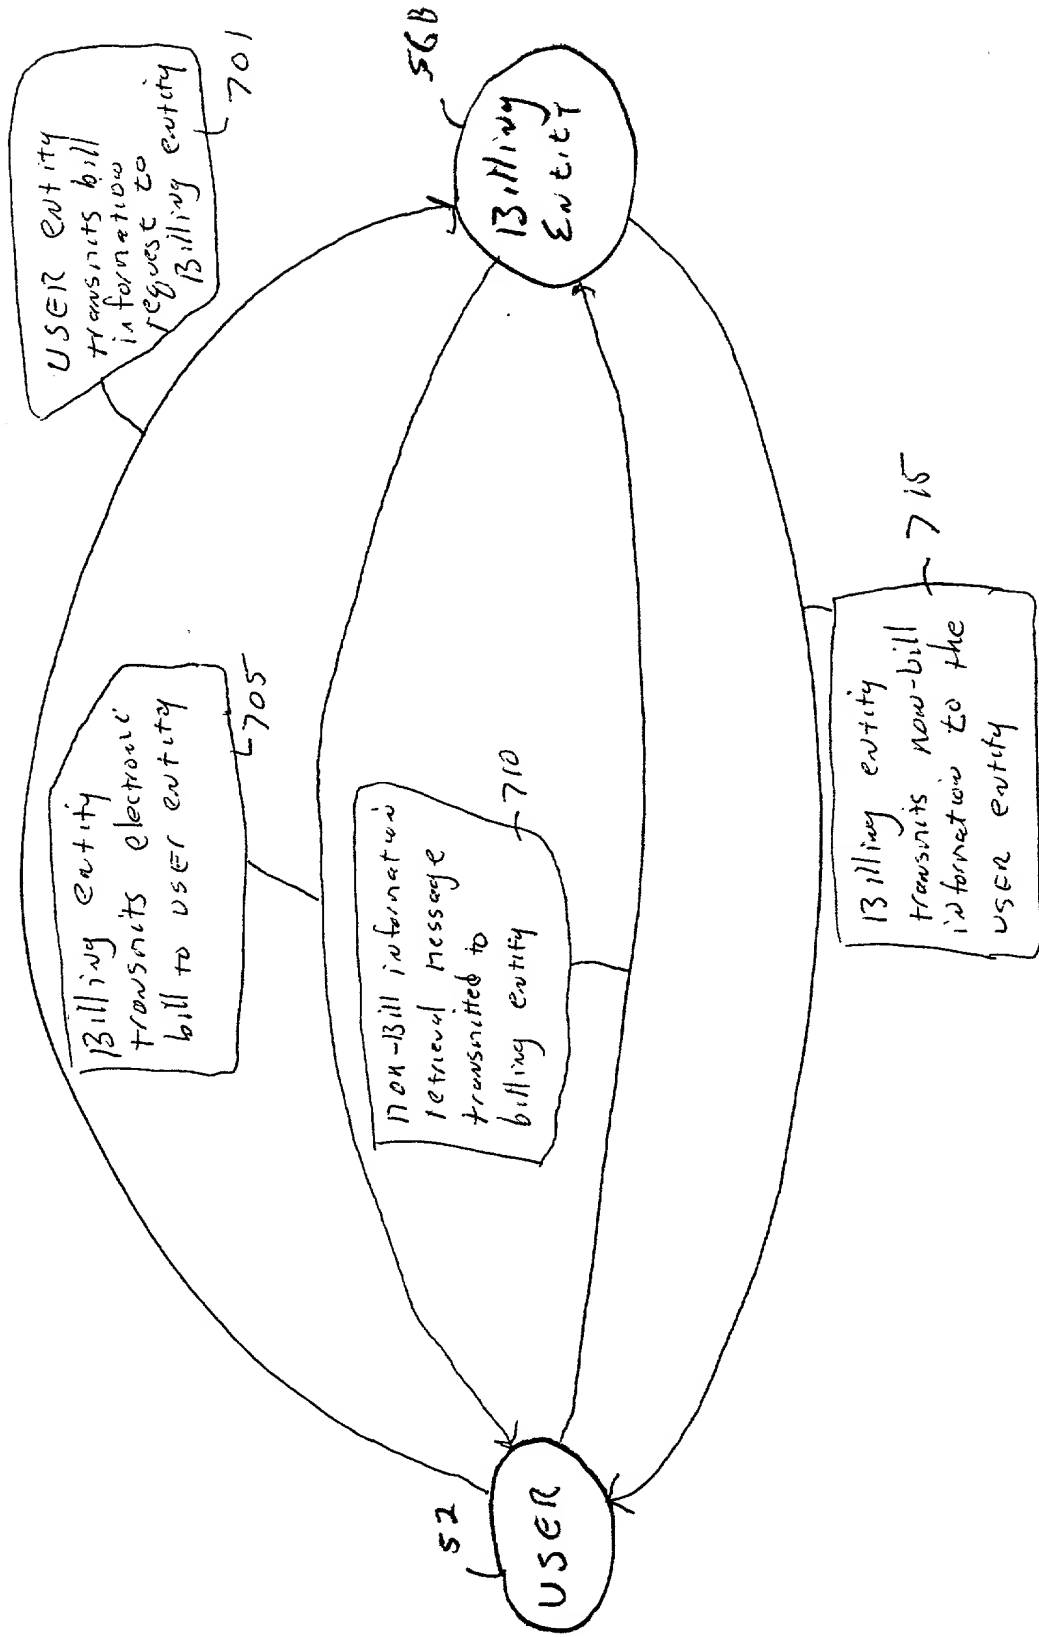 USER entity
transmits bill
information
request to
Billing entity
701
Billing entity
transmits electronic
bill to user entity
705
56B
Billing
Entity
non-Bill information
retrieval message
transmitted to
billing entity
710
52
USER
Billing entity
transmits non-bill
information to the
user entity
715